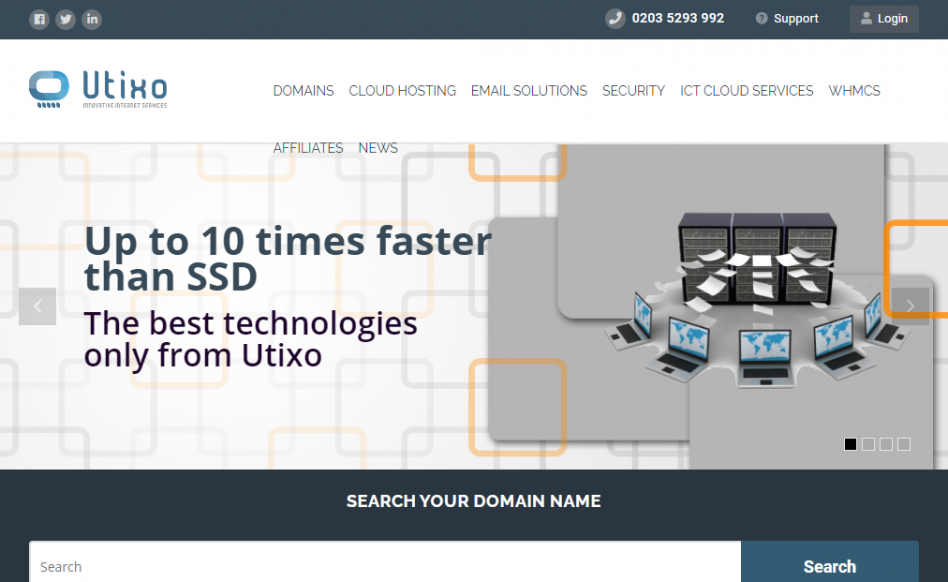 0203 5293 992 Support Login
Utixo
INNOVATIVE INTERNET SERVICES
DOMAINS CLOUD HOSTING EMAIL SOLUTIONS SECURITY ICT CLOUD SERVICES WHMCS
AFFILIATES NEWS
Up to 10 times faster
than SSD
The best technologies
only from Utixo
SEARCH YOUR DOMAIN NAME
Search Search